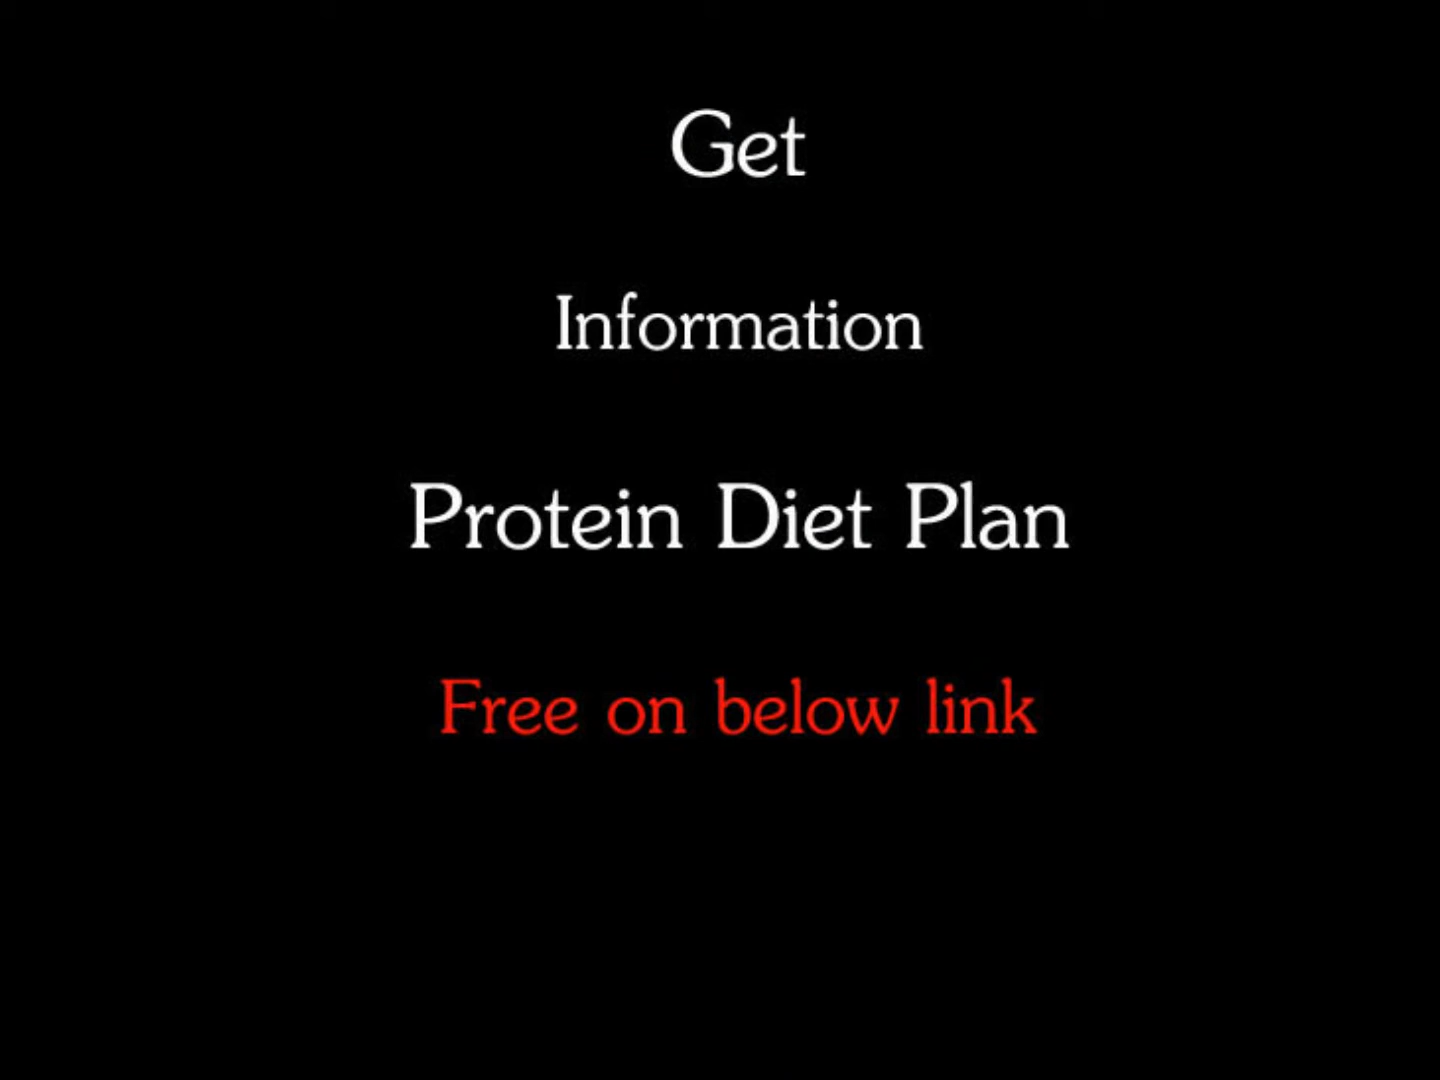 Get
Information
Protein Diet Plan
Free on below link